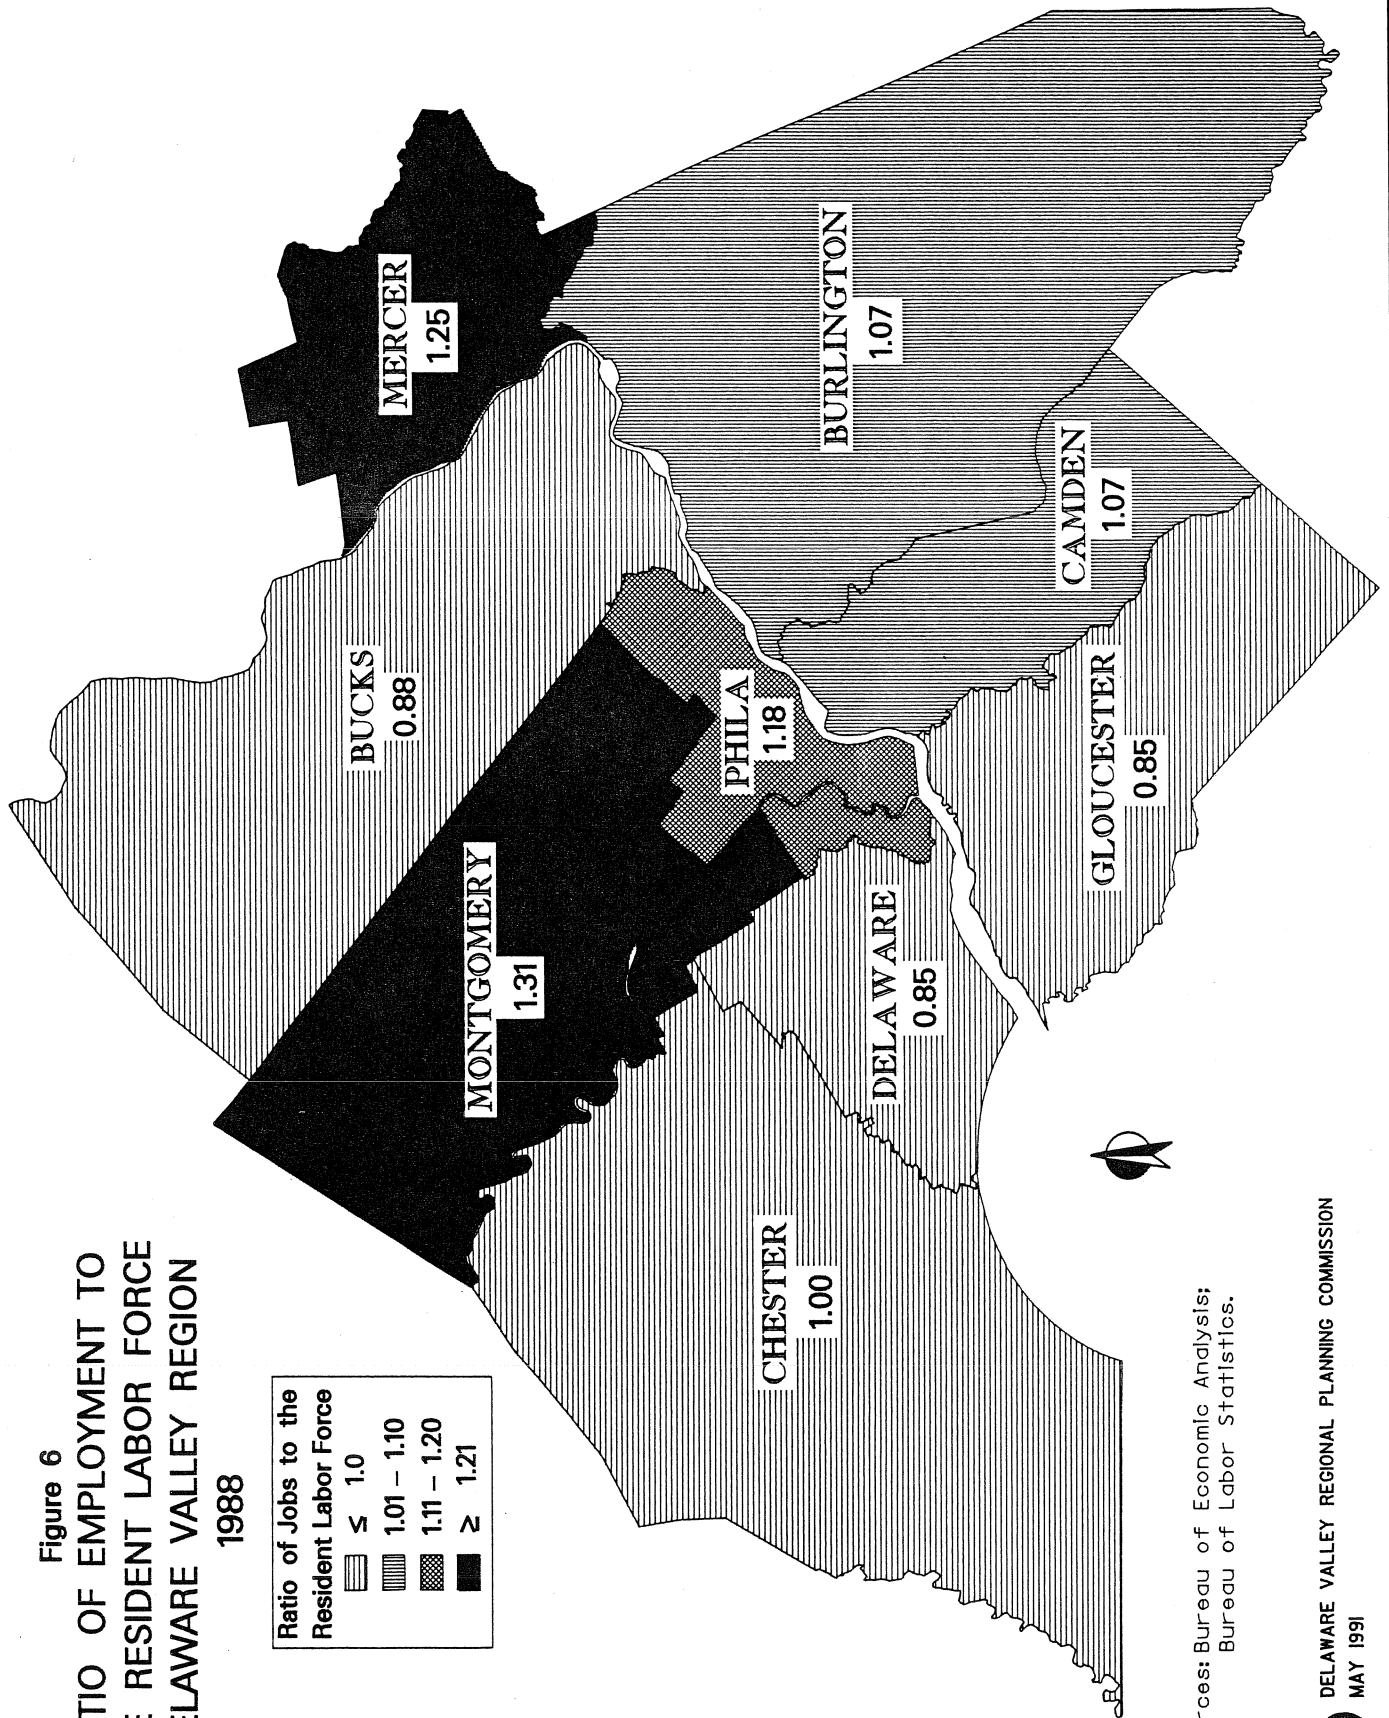 Figure 6
TIO OF EMPLOYMENT TO
RESIDENT LABOR FORCE
ELAWARE VALLEY REGION
1988
Ratio of Jobs to the
Resident Labor Force
≤ 1.0
1.01 – 1.10
1.11 – 1.20
≥ 1.21
BUCKS
0.88
MERCER
1.25
MONTGOMERY
1.31
PHILA
1.18
BURLINGTON
1.07
CHESTER
1.00
DELAWARE
0.85
CAMDEN
1.07
GLOUCESTER
0.85
rces: Bureau of Economic Analysis;
Bureau of Labor Statistics.
DELAWARE VALLEY REGIONAL PLANNING COMMISSION
MAY 1991